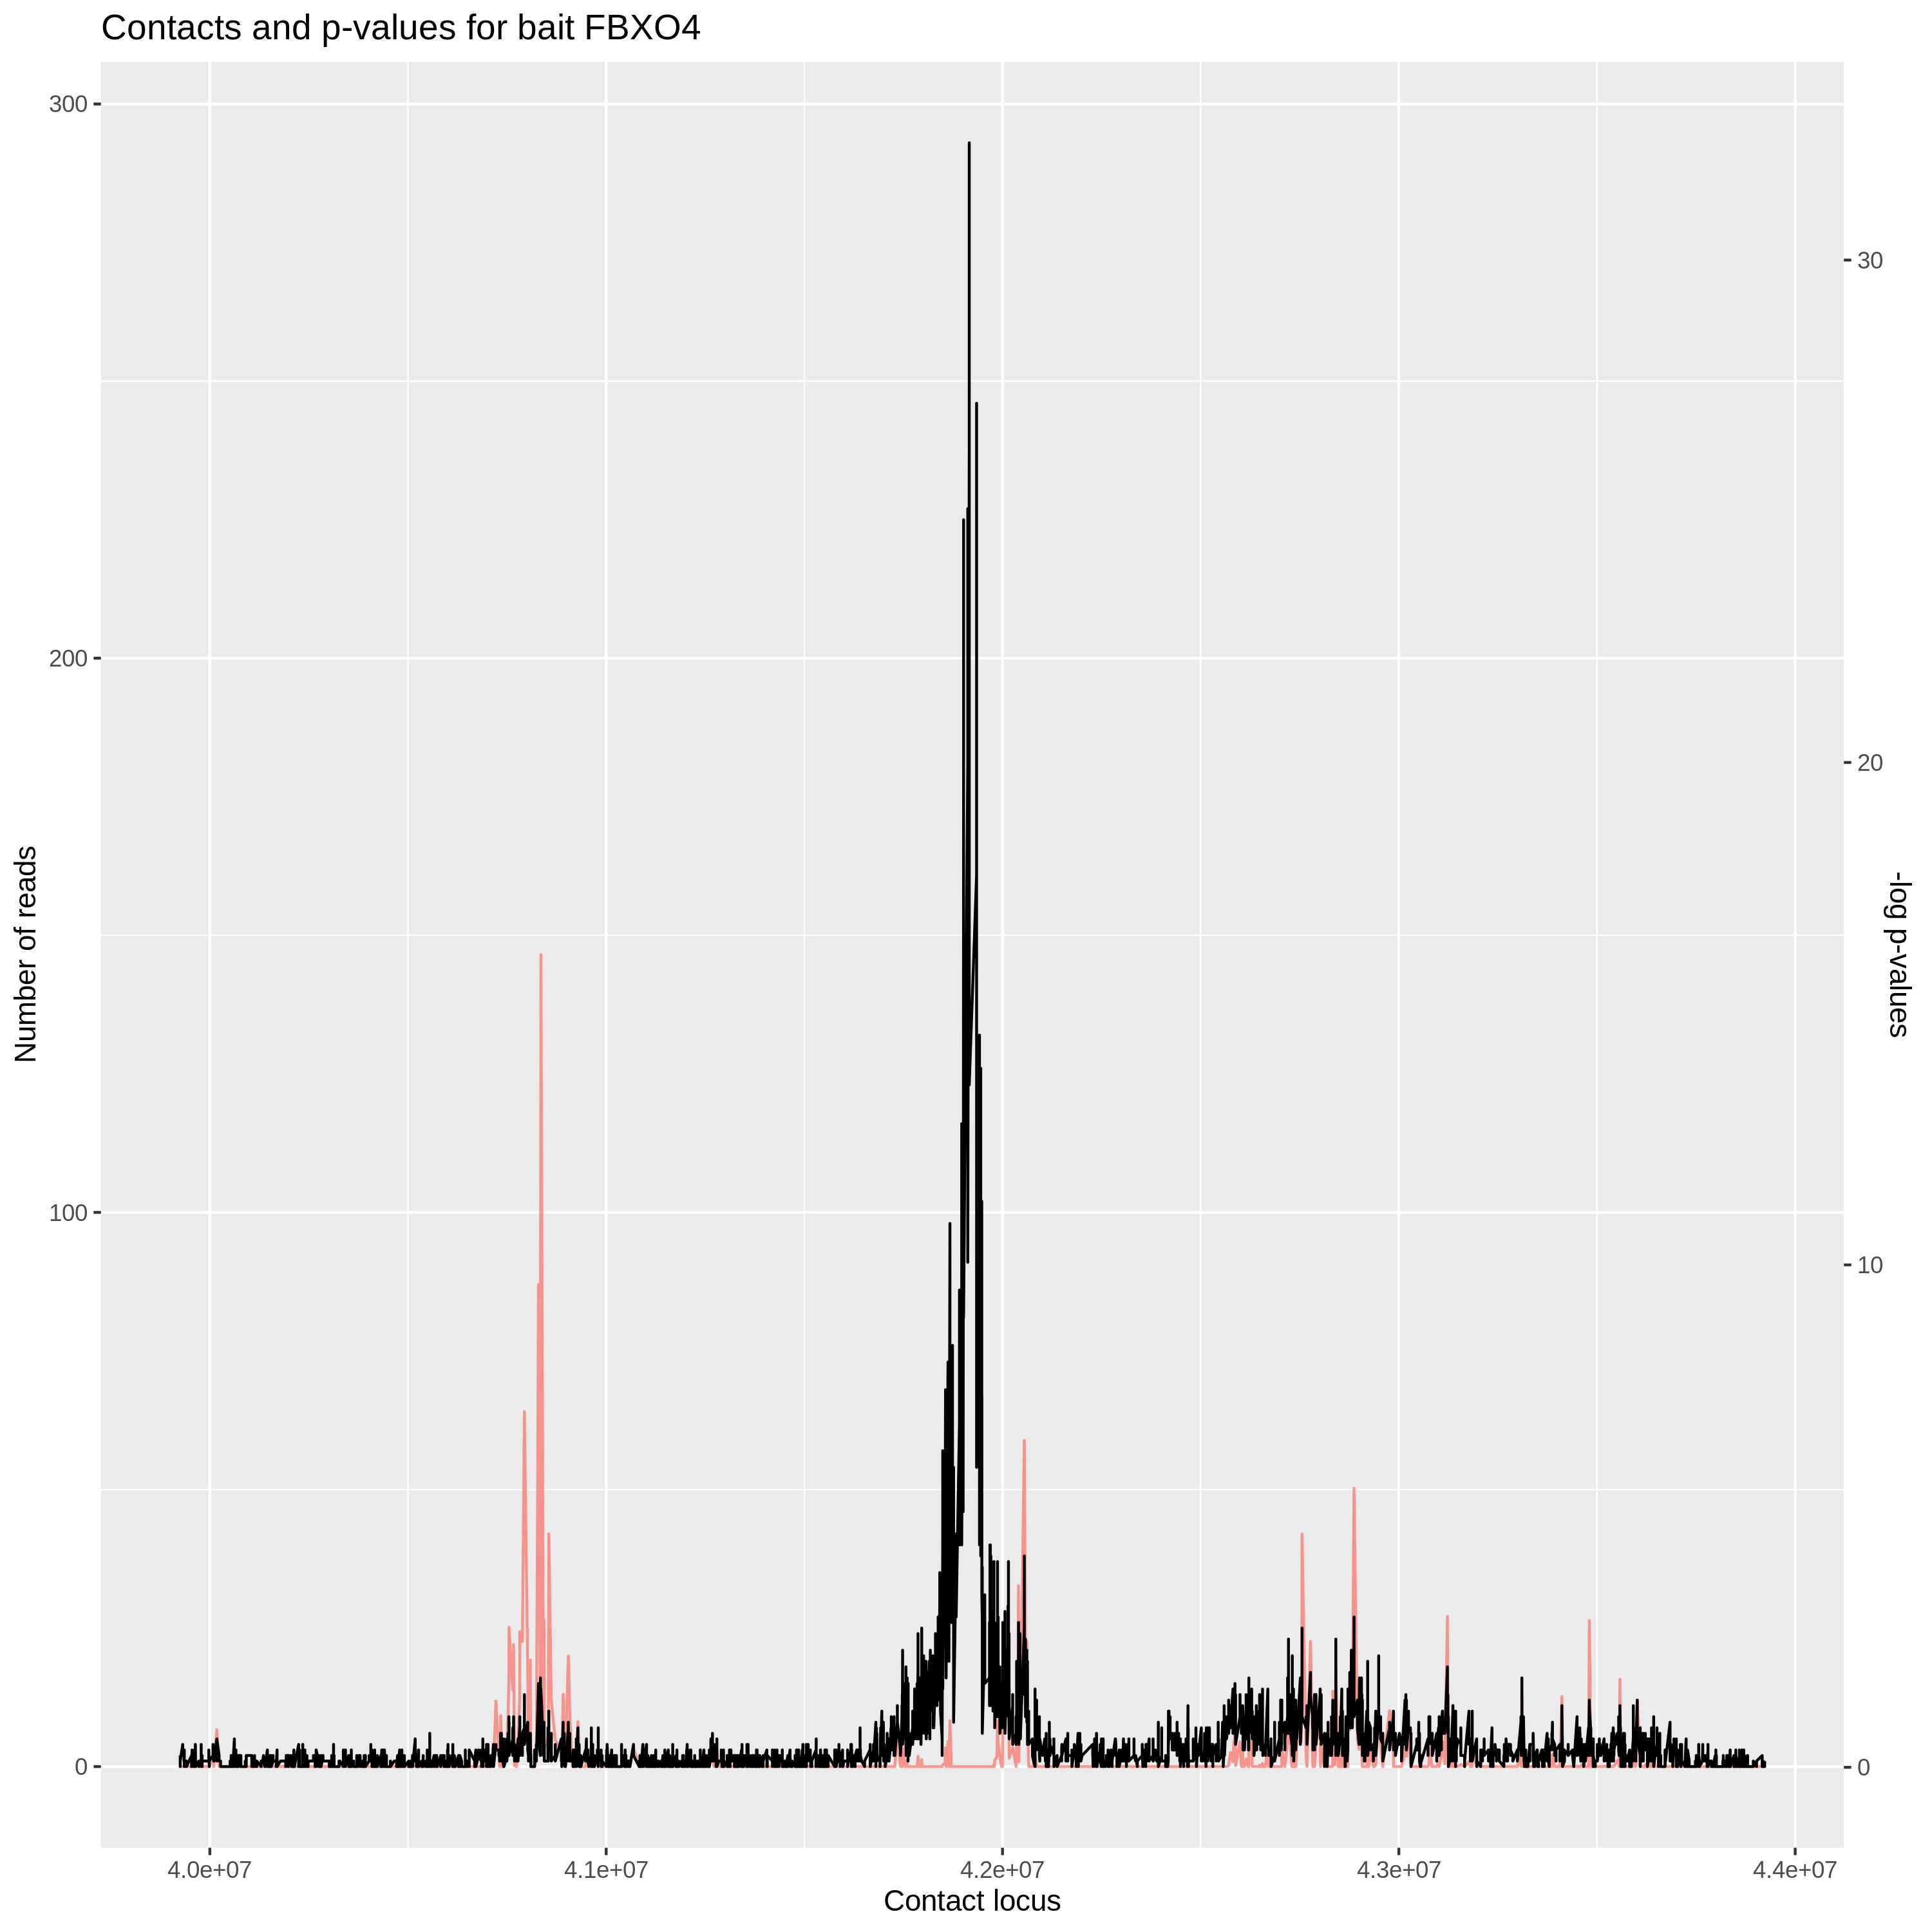 Contacts and p-values for bait FBXO4
300
200
100
0
Number of reads
30
20
10
0
-log p-values
4.0e+07
4.1e+07
4.2e+07
4.3e+07
4.4e+07
Contact locus